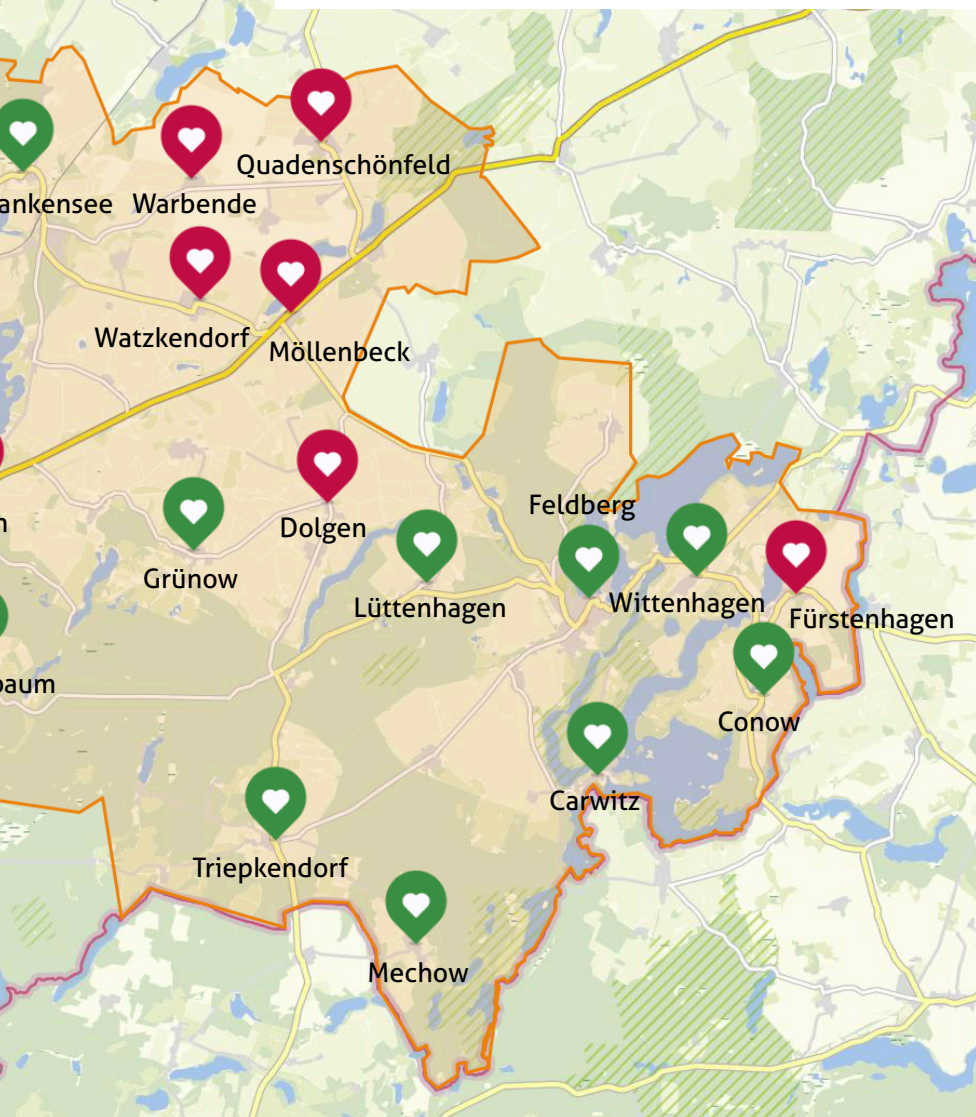 Quadenschönfeld
ankensee
Warbende
Watzkendorf
Möllenbeck
Feldberg
n
Dolgen
Grünow
Lüttenhagen
Wittenhagen
Fürstenhagen
baum
Conow
Carwitz
Triepkendorf
Mechow